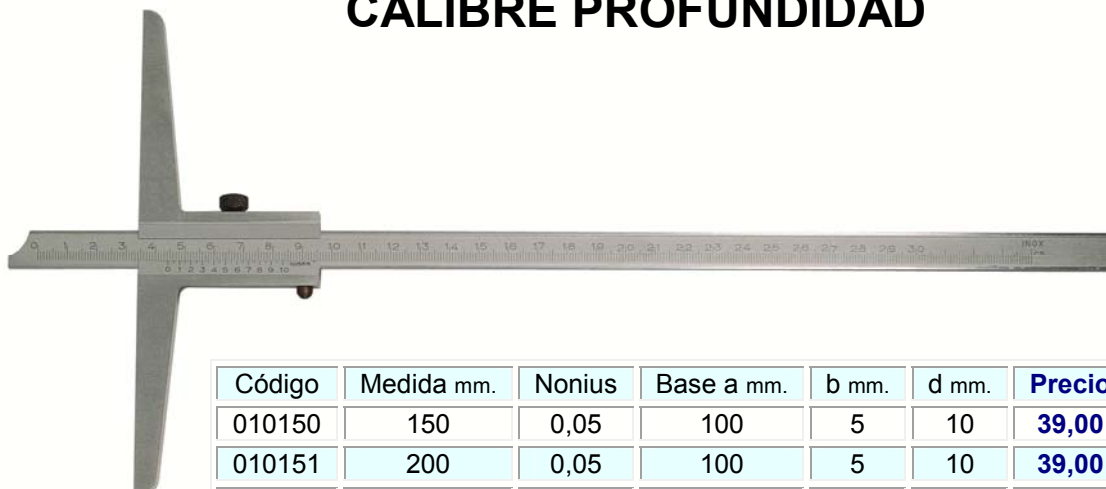 CALIBRE PROFUNDIDAD
0 1 2 3 4 5 6 7 8 9 10 11 12 13 14 15 16 17 18 19 20 21 22 23 24 25 26 27 28 29 30
INOX
0 1 2 3 4 5 6 7 8 9 10
Código Medida mm. Nonius Base a mm. b mm. d mm. Precio
010150 150 0,05 100 5 10 39,00
010151 200 0,05 100 5 10 39,00